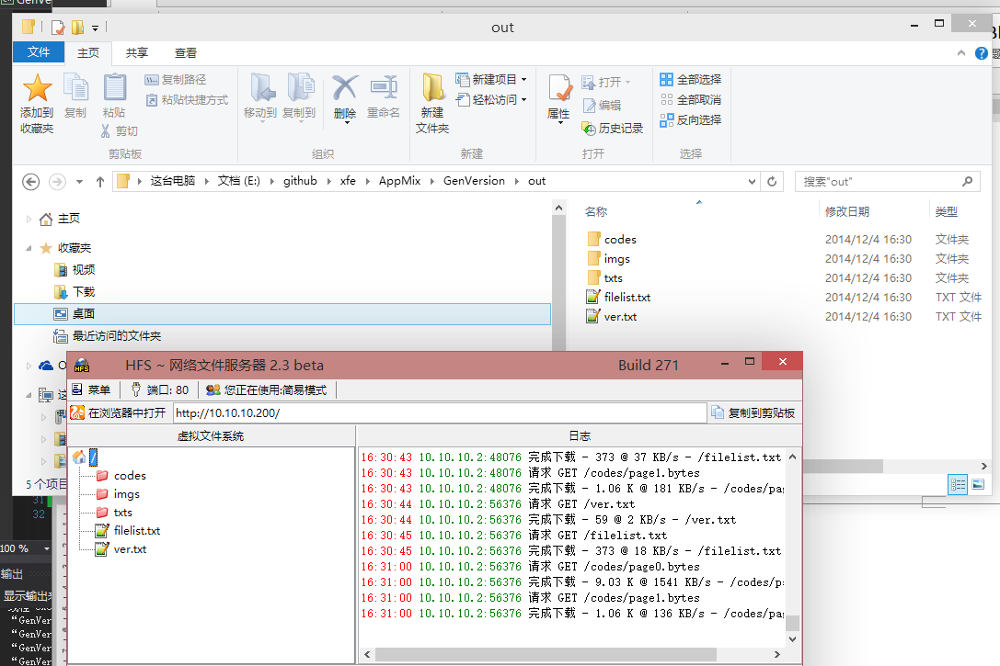 GenVe
out
文件 主页 共享 查看
添加到收藏夹
复制
粘贴
复制路径
粘贴快捷方式
剪切
剪贴板
移动到 复制到 删除 重命名
组织
新建文件夹
新建项目
轻松访问
新建
属性
打开
编辑
历史记录
打开
全部选择
全部取消
反向选择
选择
这台电脑 文档 (E:) github xfe AppMix GenVersion out
搜索"out"
主页
收藏夹
视频
下载
桌面
最近访问的文件夹
名称 修改日期 类型
codes 2014/12/4 16:30 文件夹
imgs 2014/12/4 16:30 文件夹
txts 2014/12/4 16:30 文件夹
filelist.txt 2014/12/4 16:30 TXT 文件
ver.txt 2014/12/4 16:30 TXT 文件
5 个项目
HFS ~ 网络文件服务器 2.3 beta Build 271
菜单 端口: 80 您正在使用:简易模式
在浏览器中打开 http://10.10.10.200/ 复制到剪贴板
虚拟文件系统
/
codes
imgs
txts
filelist.txt
ver.txt
日志
16:30:43 10.10.10.2:48076 完成下载 - 373 @ 37 KB/s - /filelist.txt
16:30:43 10.10.10.2:48076 请求 GET /codes/page1.bytes
16:30:43 10.10.10.2:48076 完成下载 - 1.06 K @ 181 KB/s - /codes/pag
16:30:44 10.10.10.2:56376 请求 GET /ver.txt
16:30:44 10.10.10.2:56376 完成下载 - 59 @ 2 KB/s - /ver.txt
16:30:45 10.10.10.2:56376 请求 GET /filelist.txt
16:30:45 10.10.10.2:56376 完成下载 - 373 @ 18 KB/s - /filelist.txt
16:31:00 10.10.10.2:56376 请求 GET /codes/page0.bytes
16:31:00 10.10.10.2:56376 完成下载 - 9.03 K @ 1541 KB/s - /codes/p
16:31:00 10.10.10.2:56376 请求 GET /codes/page1.bytes
16:31:00 10.10.10.2:56376 完成下载 - 1.06 K @ 136 KB/s - /codes/pag
31
32
100 %
输出
显示输出
“GenVer
“GenVer
“GenVer
“GenVer